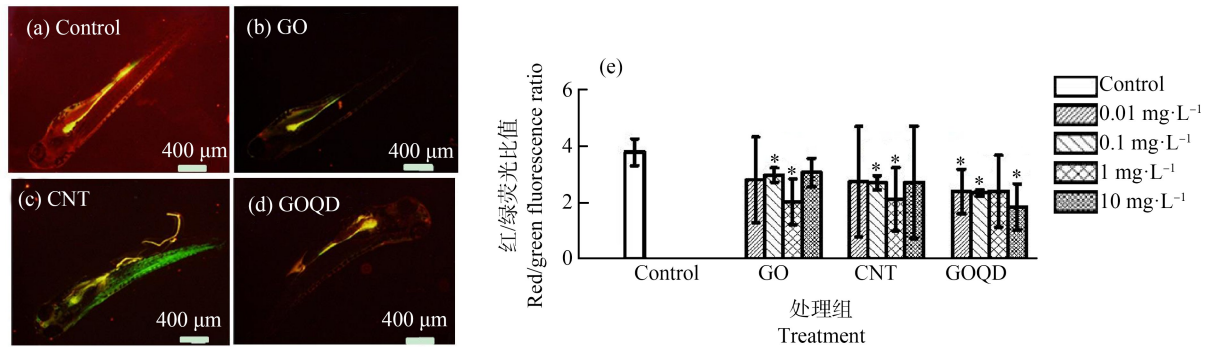 (a) Control
400 μm
(b) GO
400 μm
(c) CNT
400 μm
(d) GOQD
400 μm
(e)
红/绿荧光比值
Red/green fluorescence ratio
6
4
2
0
* * * * * * *
Control
GO
CNT
GOQD
处理组
Treatment
Control
0.01 mg·L⁻¹
0.1 mg·L⁻¹
1 mg·L⁻¹
10 mg·L⁻¹